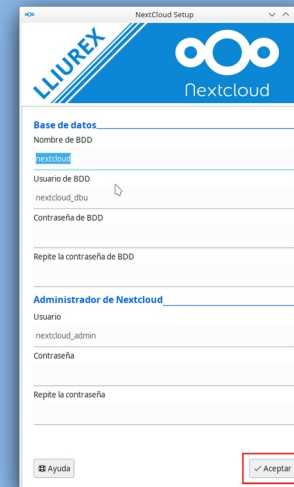 NextCloud Setup
LLIUREX
Nextcloud
Base de datos
Nombre de BDD
nextcloud
Usuario de BDD
nextcloud_dbu
Contraseña de BDD
Repite la contraseña de BDD
Administrador de Nextcloud
Usuario
nextcloud_admin
Contraseña
Repite la contraseña
Ayuda
Aceptar